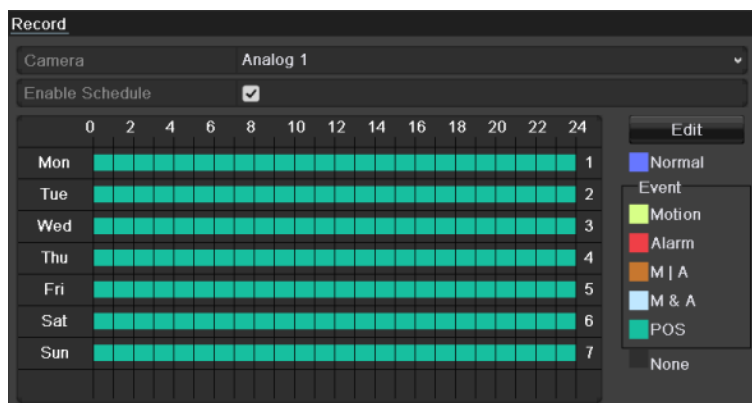 Record
Camera Analog 1
Enable Schedule
0 2 4 6 8 10 12 14 16 18 20 22 24 Edit
Mon 1 Normal
Event
Tue 2
Motion
Wed 3
Alarm
Thu 4
M | A
Fri 5
M & A
Sat 6
POS
Sun 7
None